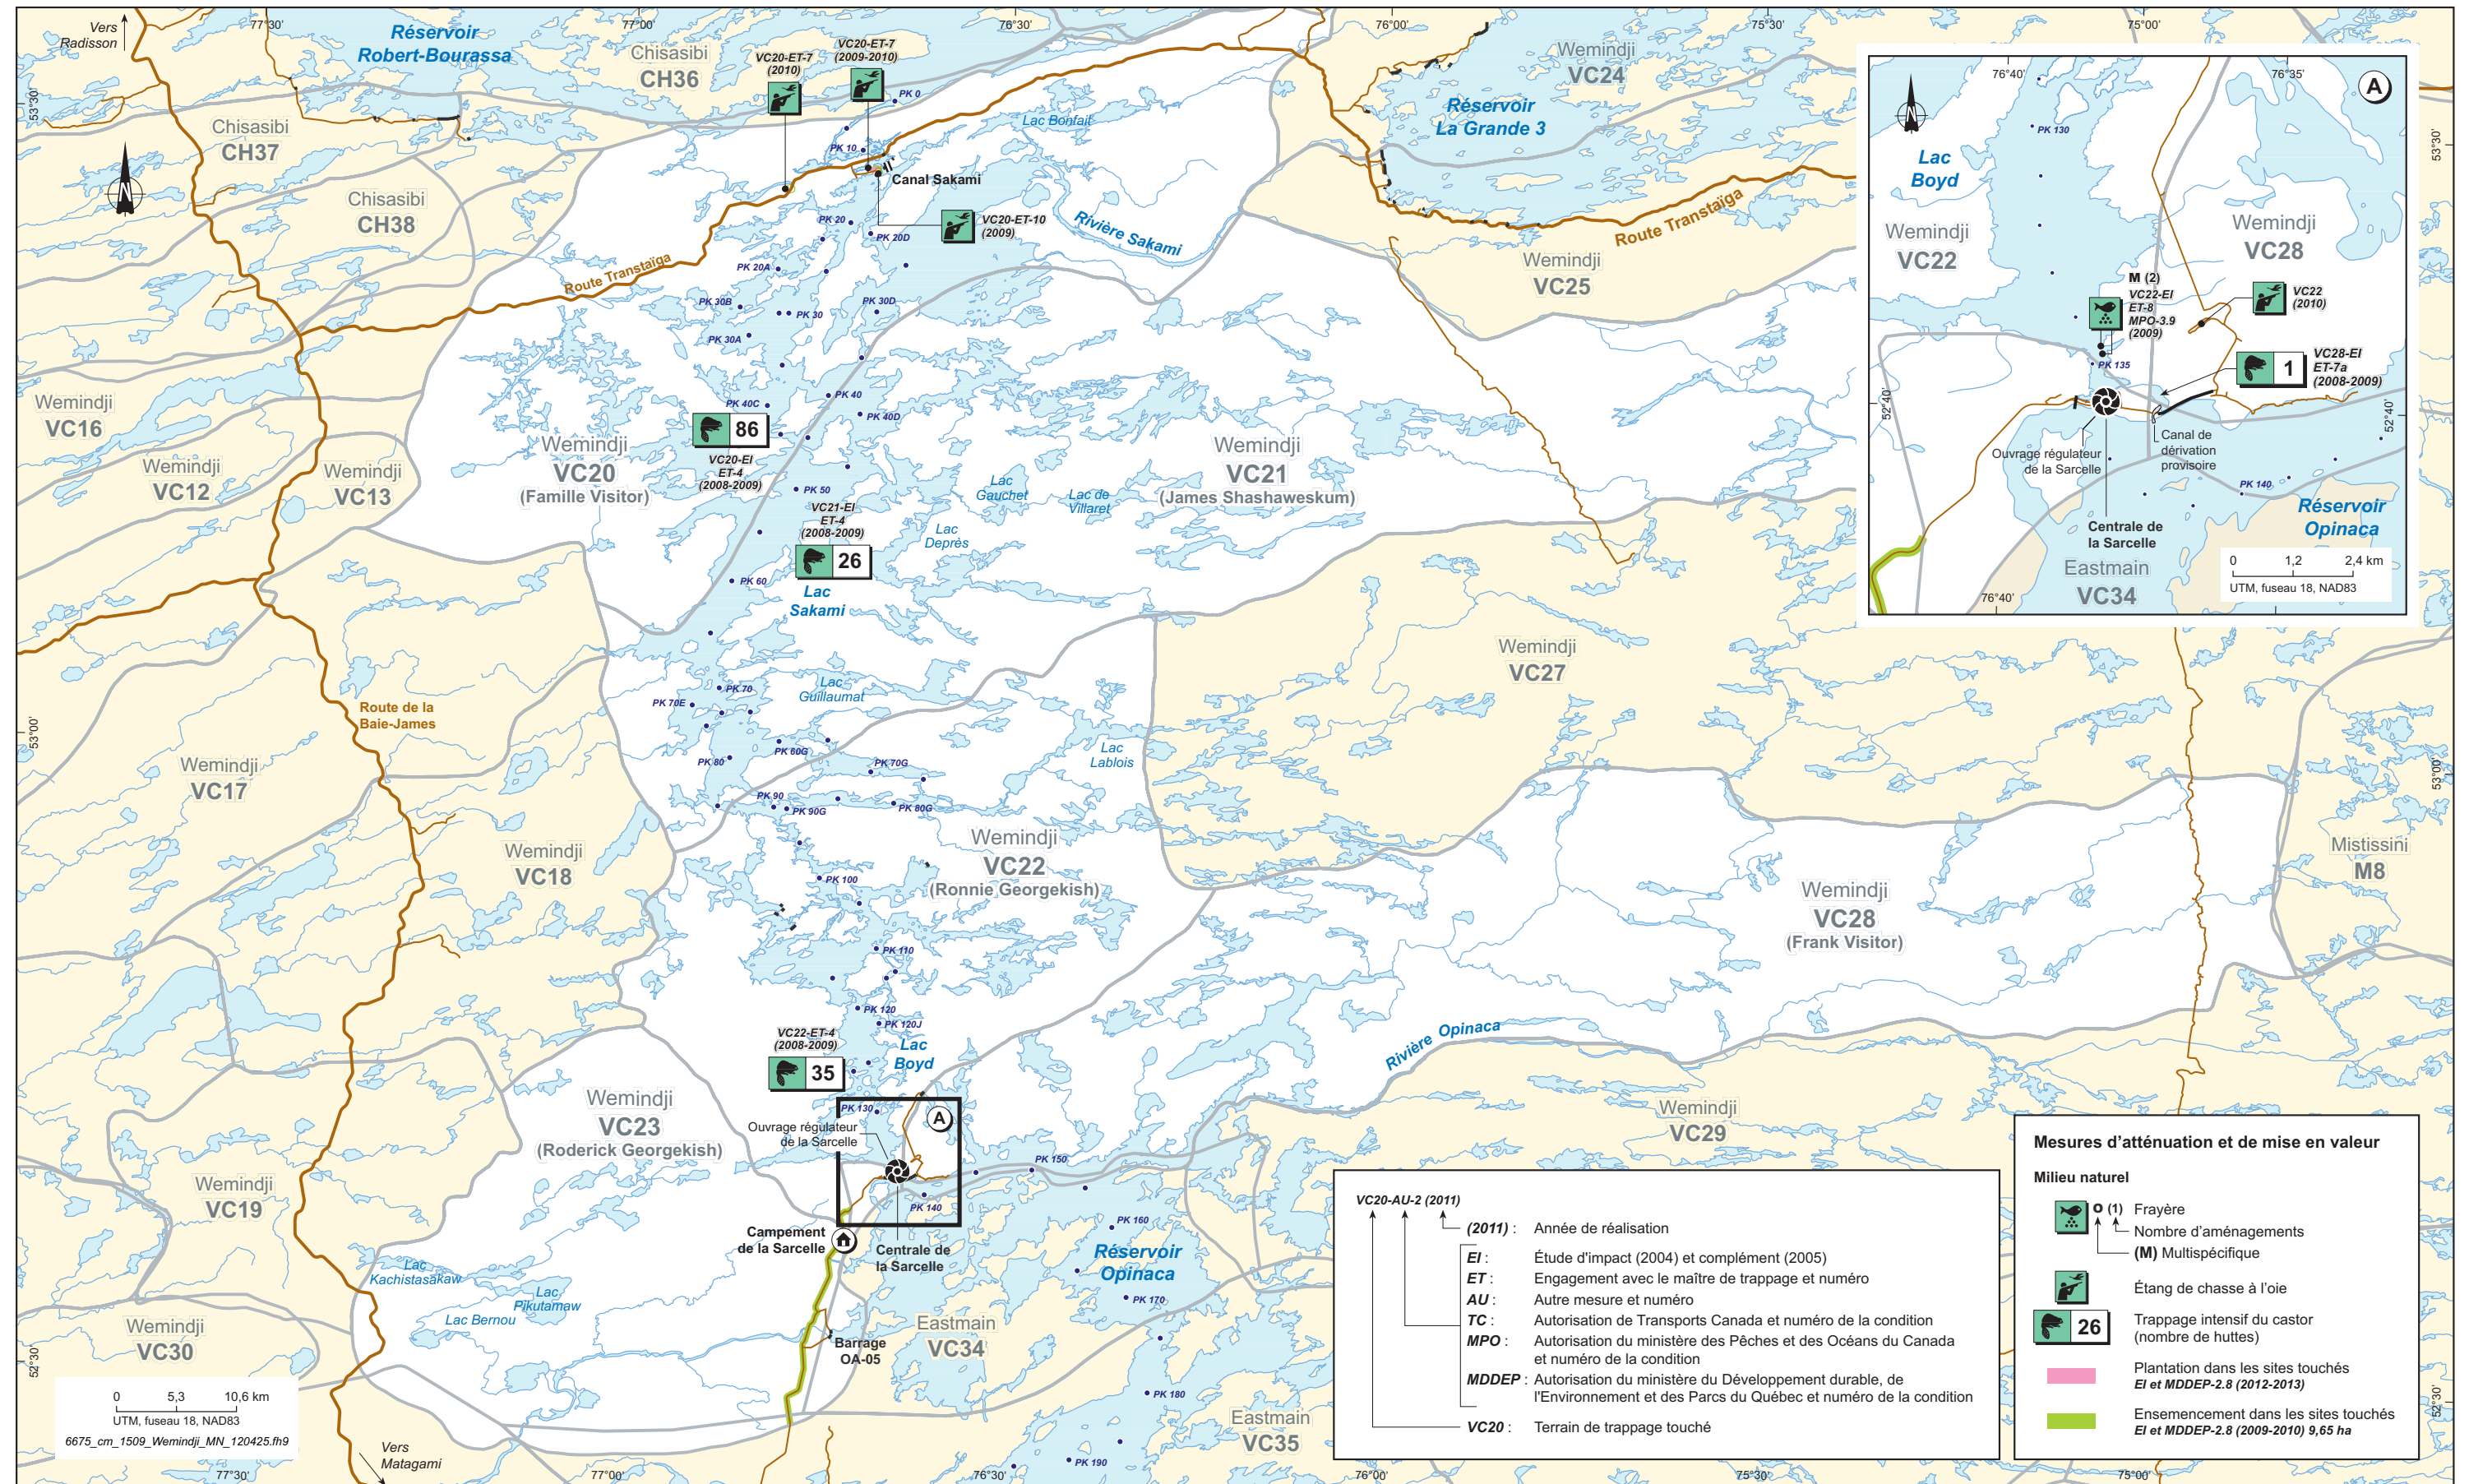 Vers
Radisson
77°30'
77°00'
76°30'
76°00'
75°30'
75°00'
Réservoir
Robert-Bourassa
Chisasibi
CH36
VC20-ET-7
(2010)
VC20-ET-7
(2009-2010)
PK 0
Wemindji
VC24
Réservoir
La Grande 3
53°30'
53°30'
Chisasibi
CH37
Lac Bonfait
PK 10
Canal Sakami
Chisasibi
CH38
PK 20
PK 20D
VC20-ET-10
(2009)
Rivière Sakami
Route Transtaïga
Route Transtaïga
Wemindji
VC25
PK 20A
PK 30B
PK 30
PK 30D
PK 30A
Wemindji
VC16
PK 40
PK 40C
PK 40D
86
VC20-EI
ET-4
(2008-2009)
Wemindji
VC20
(Famille Visitor)
Wemindji
VC21
(James Shashaweskum)
Wemindji
VC12
Wemindji
VC13
PK 50
Lac
Gauchet
Lac de
Villaret
VC21-EI
ET-4
(2008-2009)
26
Lac
Deprès
PK 60
Lac
Sakami
Wemindji
VC27
PK 70
PK 70E
Lac
Guillaumat
Route de la
Baie-James
53°00'
53°00'
PK 60G
PK 80
PK 70G
Lac
Lablois
Wemindji
VC17
PK 90
PK 90G
PK 80G
Wemindji
VC22
(Ronnie Georgekish)
Wemindji
VC18
Mistissini
M8
PK 100
Wemindji
VC28
(Frank Visitor)
PK 110
PK 120
PK 120J
VC22-ET-4
(2008-2009)
35
Lac
Boyd
Rivière Opinaca
Wemindji
VC23
(Roderick Georgekish)
PK 130
A
Ouvrage régulateur
de la Sarcelle
Wemindji
VC29
PK 150
PK 140
Wemindji
VC19
Campement
de la Sarcelle
Centrale de
la Sarcelle
PK 160
Réservoir
Opinaca
Lac
Kachistasakaw
Lac
Pikutamaw
Lac Bernou
PK 170
Wemindji
VC30
Barrage
OA-05
Eastmain
VC34
52°30'
52°30'
PK 180
Eastmain
VC35
PK 190
0 5,3 10,6 km
UTM, fuseau 18, NAD83
6675_cm_1509_Wemindji_MN_120425.fh9
Vers
Matagami
77°30'
77°00'
76°30'
76°00'
75°30'
75°00'
76°40'
76°35'
A
PK 130
Lac
Boyd
Wemindji
VC22
Wemindji
VC28
M (2)
VC22-EI
ET-8
MPO-3.9
(2009)
VC22
(2010)
PK 135
1
VC28-EI
ET-7a
(2008-2009)
52°40'
52°40'
Ouvrage régulateur
de la Sarcelle
Canal de
dérivation
provisoire
PK 140
Réservoir
Opinaca
Centrale de
la Sarcelle
Eastmain
VC34
76°40'
0 1,2 2,4 km
UTM, fuseau 18, NAD83
VC20-AU-2 (2011)
(2011) : Année de réalisation
EI : Étude d'impact (2004) et complément (2005)
ET : Engagement avec le maître de trappage et numéro
AU : Autre mesure et numéro
TC : Autorisation de Transports Canada et numéro de la condition
MPO : Autorisation du ministère des Pêches et des Océans du Canada
et numéro de la condition
MDDEP : Autorisation du ministère du Développement durable, de
l'Environnement et des Parcs du Québec et numéro de la condition
VC20 : Terrain de trappage touché
Mesures d'atténuation et de mise en valeur
Milieu naturel
O (1) Frayère
Nombre d'aménagements
(M) Multispécifique
Étang de chasse à l'oie
26 Trappage intensif du castor
(nombre de huttes)
Plantation dans les sites touchés
EI et MDDEP-2.8 (2012-2013)
Ensemencement dans les sites touchés
EI et MDDEP-2.8 (2009-2010) 9,65 ha